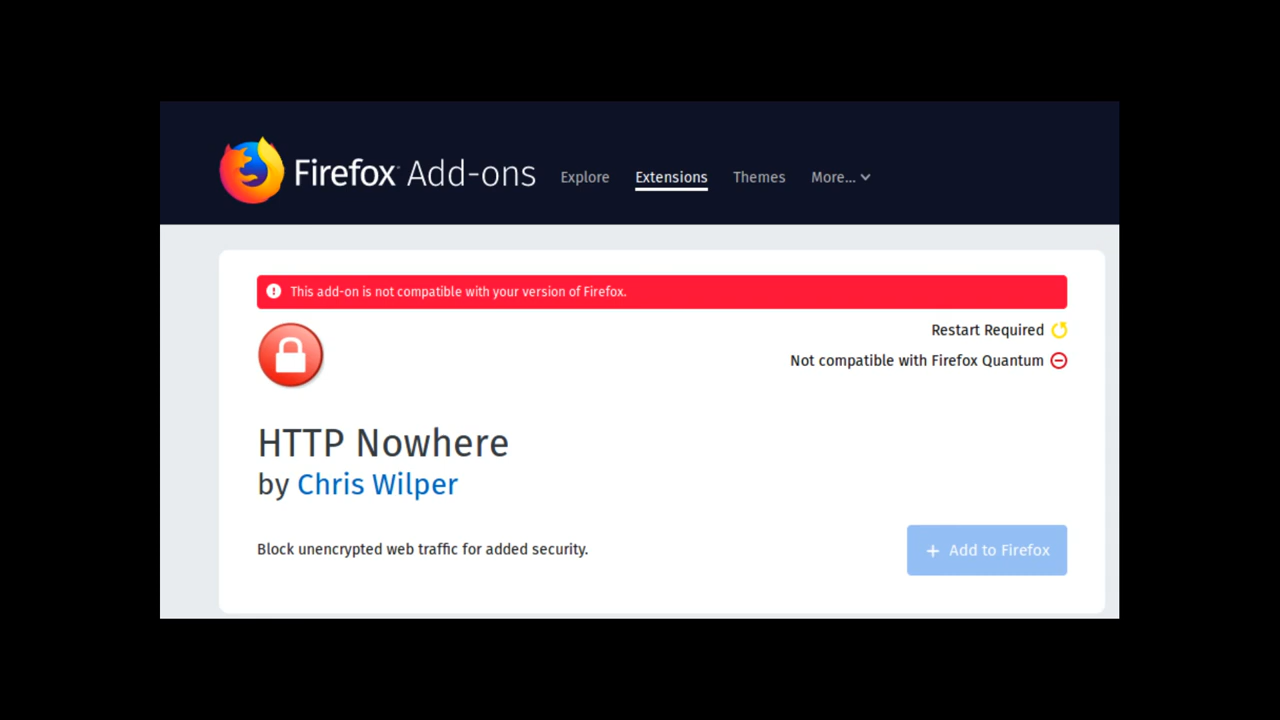 Firefox Add-ons Explore Extensions Themes More...
This add-on is not compatible with your version of Firefox.
Restart Required
Not compatible with Firefox Quantum
HTTP Nowhere
by Chris Wilper
Block unencrypted web traffic for added security.
+ Add to Firefox